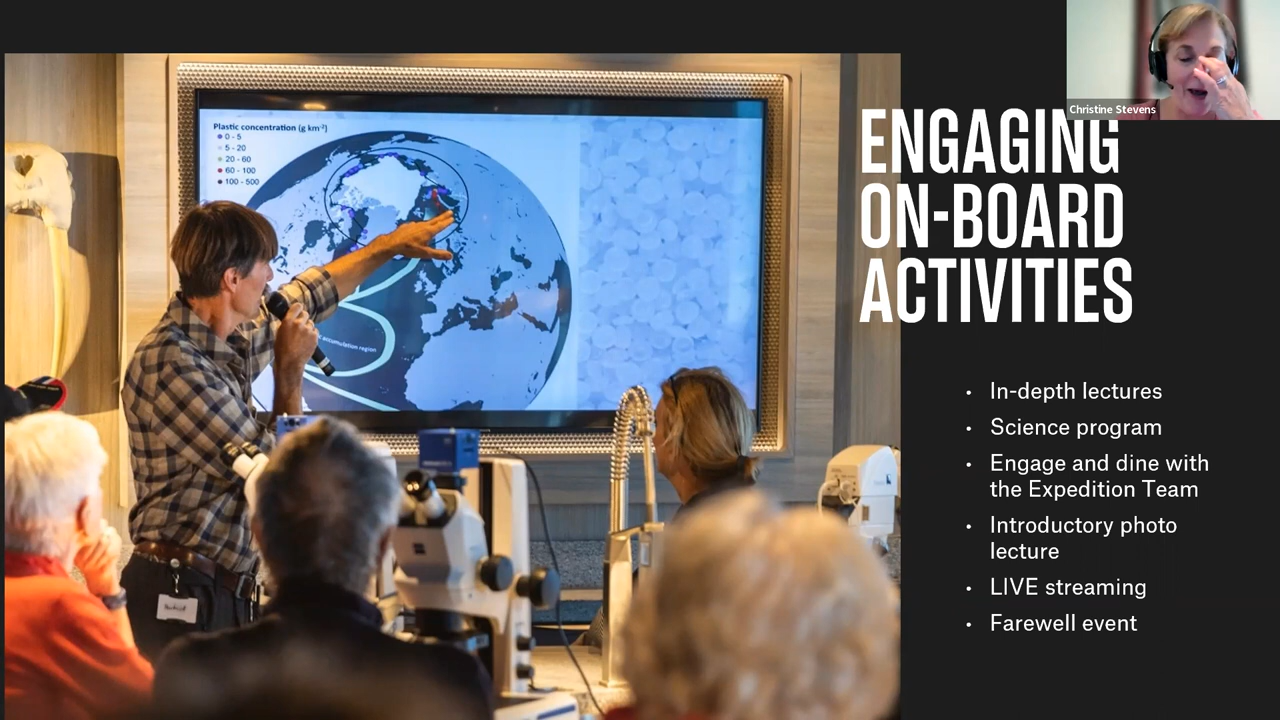 Christine Stevens
ENGAGING
ON-BOARD
ACTIVITIES
• In-depth lectures
• Science program
• Engage and dine with
the Expedition Team
• Introductory photo
lecture
• LIVE streaming
• Farewell event
Plastic concentration (g km-2)
0 - 5
5 - 20
20 - 60
60 - 100
100 - 500
accumulation region